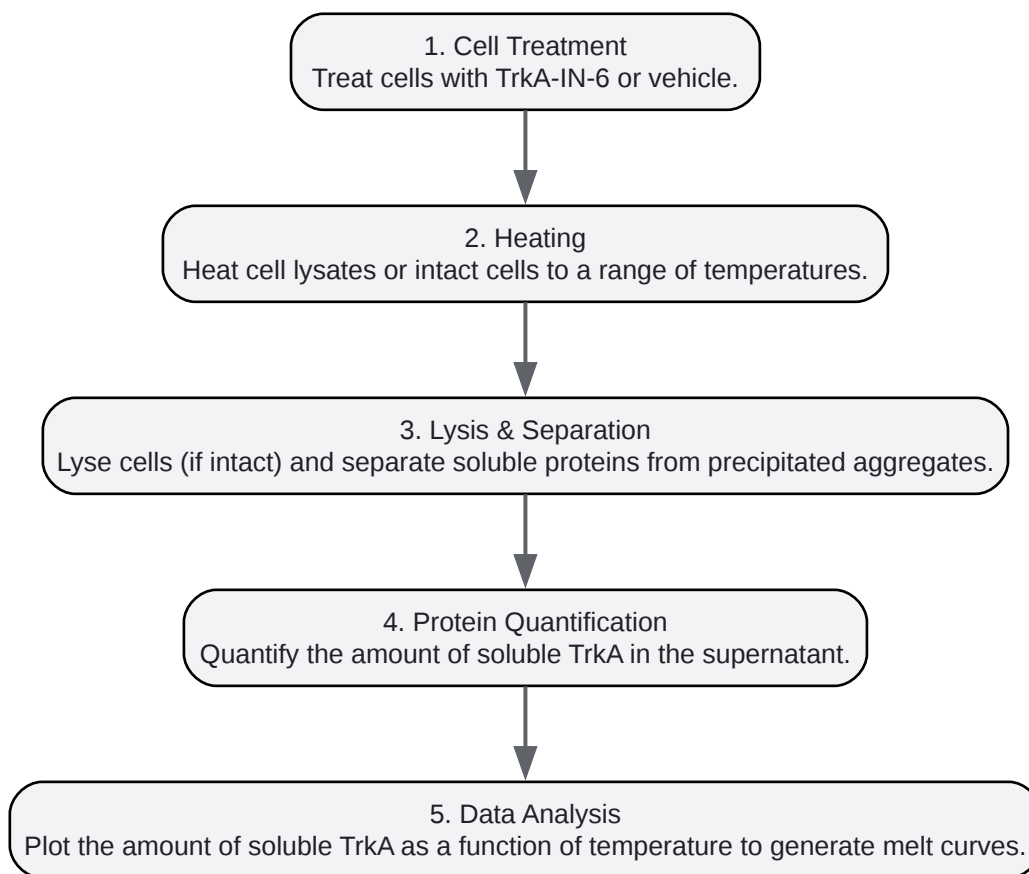 1. Cell Treatment
Treat cells with TrkA-IN-6 or vehicle.
2. Heating
Heat cell lysates or intact cells to a range of temperatures.
3. Lysis & Separation
Lyse cells (if intact) and separate soluble proteins from precipitated aggregates.
4. Protein Quantification
Quantify the amount of soluble TrkA in the supernatant.
5. Data Analysis
Plot the amount of soluble TrkA as a function of temperature to generate melt curves.